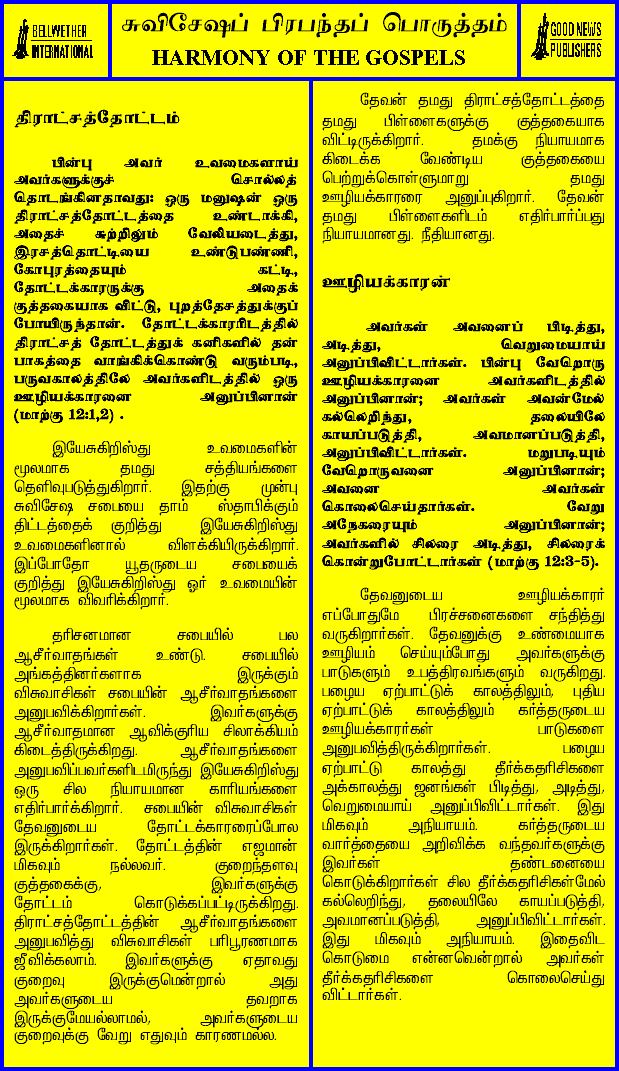 BELLWETHER
INTERNATIONAL
சுவிசேஷப் பிரபந்தப் பொருத்தம்
HARMONY OF THE GOSPELS
GOOD NEWS
PUBLISHERS
திராட்சத்தோட்டம்
பின்பு அவர் உவமைகளாய்
அவர்களுக்குச் சொல்லத்
தொடங்கினதாவது: ஒரு மனுஷன் ஒரு
திராட்சத்தோட்டத்தை உண்டாக்கி,
அதைச் சுற்றிலும் வேலியடைத்து,
இரசத்தொட்டியை உண்டுபண்ணி,
கோபுரத்தையும் கட்டி,
தோட்டக்காரருக்கு அதைக்
குத்தகையாக விட்டு, புறத்தேசத்துக்குப்
போயிருந்தான். தோட்டக்காரரிடத்தில்
திராட்சத் தோட்டத்துக் கனிகளில் தன்
பாகத்தை வாங்கிக்கொண்டு வரும்படி,
பருவகாலத்திலே அவர்களிடத்தில் ஒரு
ஊழியக்காரனை அனுப்பினான்
(மாற்கு 12:1,2) .
இயேசுகிறிஸ்து உவமைகளின்
மூலமாக தமது சத்தியங்களை
தெளிவுபடுத்துகிறார். இதற்கு முன்பு
சுவிசேஷ சபையை தாம் ஸ்தாபிக்கும்
திட்டத்தைக் குறித்து இயேசுகிறிஸ்து
உவமைகளினால் விளக்கியிருக்கிறார்.
இப்போதோ யூதருடைய சபையைக்
குறித்து இயேசுகிறிஸ்து ஓர் உவமையின்
மூலமாக விவரிக்கிறார்.
தரிசனமான சபையில் பல
ஆசீர்வாதங்கள் உண்டு. சபையில்
அங்கத்தினர்களாக இருக்கும்
விசுவாசிகள் சபையின் ஆசீர்வாதங்களை
அனுபவிக்கிறார்கள். இவர்களுக்கு
ஆசீர்வாதமான ஆவிக்குரிய சிலாக்கியம்
கிடைத்திருக்கிறது. ஆசீர்வாதங்களை
அனுபவிப்பவர்களிடமிருந்து இயேசுகிறிஸ்து
ஒரு சில நியாயமான காரியங்களை
எதிர்பார்க்கிறார். சபையின் விசுவாசிகள்
தேவனுடைய தோட்டக்காரரைப்போல
இருக்கிறார்கள். தோட்டத்தின் எஜமான்
மிகவும் நல்லவர். குறைந்தளவு
குத்தகைக்கு, இவர்களுக்கு
தோட்டம் கொடுக்கப்பட்டிருக்கிறது.
திராட்சத்தோட்டத்தின் ஆசீர்வாதங்களை
அனுபவித்து விசுவாசிகள் பரிபூரணமாக
ஜீவிக்கலாம். இவர்களுக்கு ஏதாவது
குறைவு இருக்குமென்றால் அது
அவர்களுடைய தவறாக
இருக்குமேயல்லாமல், அவர்களுடைய
குறைவுக்கு வேறு எதுவும் காரணமல்ல.
தேவன் தமது திராட்சத்தோட்டத்தை
தமது பிள்ளைகளுக்கு குத்தகையாக
விட்டிருக்கிறார். தமக்கு நியாயமாக
கிடைக்க வேண்டிய குத்தகையை
பெற்றுக்கொள்ளுமாறு தமது
ஊழியக்காரரை அனுப்புகிறார். தேவன்
தமது பிள்ளைகளிடம் எதிர்பார்ப்பது
நியாயமானது. நீதியானது.
ஊழியக்காரன்
அவர்கள் அவனைப் பிடித்து,
அடித்து, வெறுமையாய்
அனுப்பிவிட்டார்கள். பின்பு வேறொரு
ஊழியக்காரனை அவர்களிடத்தில்
அனுப்பினான்; அவர்கள் அவன்மேல்
கல்லெறிந்து, தலையிலே
காயப்படுத்தி, அவமானப்படுத்தி,
அனுப்பிவிட்டார்கள். மறுபடியும்
வேறொருவனை அனுப்பினான்;
அவனை அவர்கள்
கொலைசெய்தார்கள். வேறு
அநேகரையும் அனுப்பினான்;
அவர்களில் சிலரை அடித்து, சிலரைக்
கொன்றுபோட்டார்கள் (மாற்கு 12:3-5).
தேவனுடைய ஊழியக்காரர்
எப்போதுமே பிரச்சனைகளை சந்தித்து
வருகிறார்கள். தேவனுக்கு உண்மையாக
ஊழியம் செய்யும்போது அவர்களுக்கு
பாடுகளும் உபத்திரவங்களும் வருகிறது.
பழைய ஏற்பாட்டுக் காலத்திலும், புதிய
ஏற்பாட்டுக் காலத்திலும் கர்த்தருடைய
ஊழியக்காரர்கள் பாடுகளை
அனுபவித்திருக்கிறார்கள். பழைய
ஏற்பாட்டு காலத்து தீர்க்கதரிசிகளை
அக்காலத்து ஜனங்கள் பிடித்து, அடித்து,
வெறுமையாய் அனுப்பிவிட்டார்கள். இது
மிகவும் அநியாயம். கர்த்தருடைய
வார்த்தையை அறிவிக்க வந்தவர்களுக்கு
இவர்கள் தண்டனையை
கொடுக்கிறார்கள் சில தீர்க்கதரிசிகள்மேல்
கல்லெறிந்து, தலையிலே காயப்படுத்தி,
அவமானப்படுத்தி, அனுப்பிவிட்டார்கள்.
இது மிகவும் அநியாயம். இதைவிட
கொடுமை என்னவென்றால் அவர்கள்
தீர்க்கதரிசிகளை கொலைசெய்து
விட்டார்கள்.